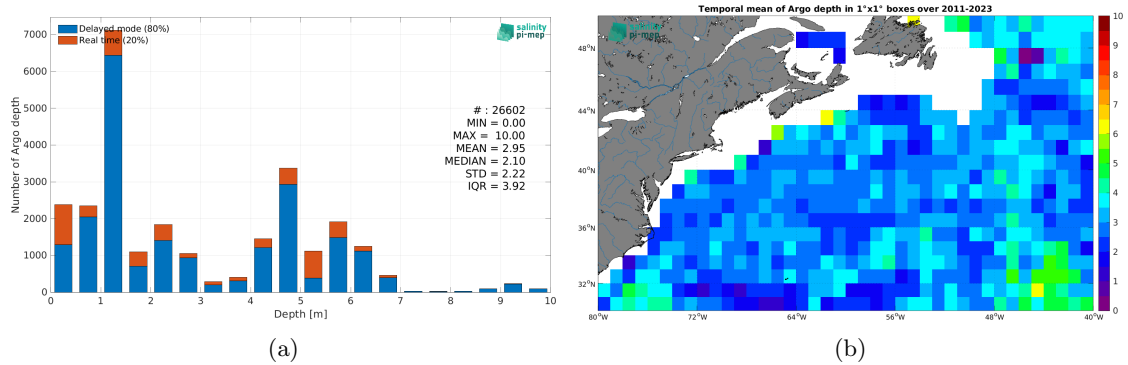 Delayed mode (80%)
Real time (20%)
salinity
pi-mep
# : 26602
MIN = 0.00
MAX = 10.00
MEAN = 2.95
MEDIAN = 2.10
STD = 2.22
IQR = 3.92
Number of Argo depth
7000
6000
5000
4000
3000
2000
1000
0
0 1 2 3 4 5 6 7 8 9 10
Depth [m]
(a)
Temporal mean of Argo depth in 1°x1° boxes over 2011-2023
salinity
pi-mep
48°N
44°N
40°N
36°N
32°N
80°W 72°W 64°W 56°W 48°W 40°W
10
9
8
7
6
5
4
3
2
1
0
(b)